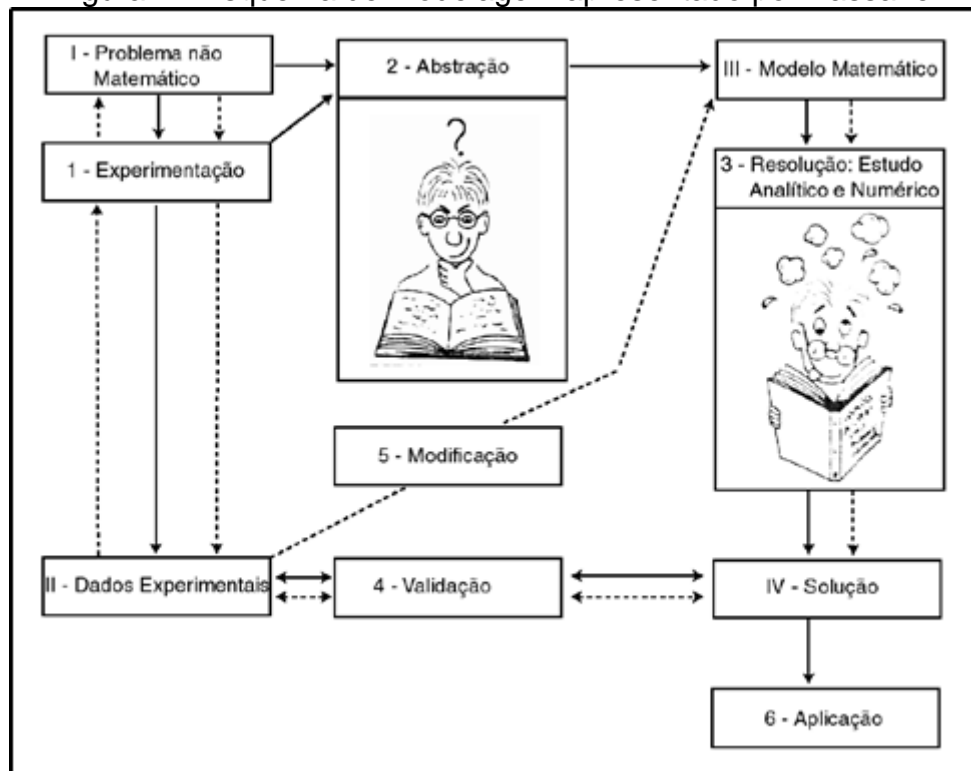 I - Problema não
Matemático
2 - Abstração
III - Modelo Matemático
1 - Experimentação
3 - Resolução: Estudo
Analítico e Numérico
?
5 - Modificação
II - Dados Experimentais
4 - Validação
IV - Solução
6 - Aplicação